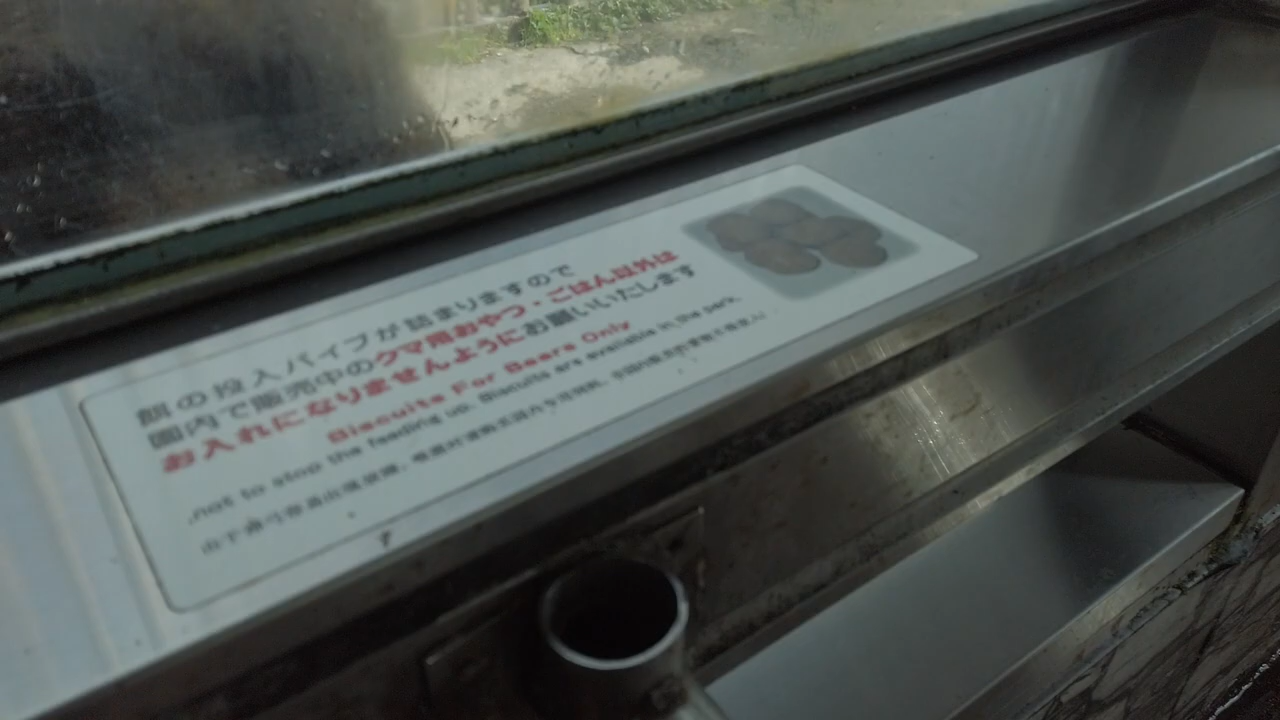 餌の投入パイプが詰まりますので
園内で販売中のクマ用おやつ・ごはん以外は
お入れになりませんようにお願いいたします
Biscuits For Bears Only
,not to stop the feading up. Biscuits are available in the park.